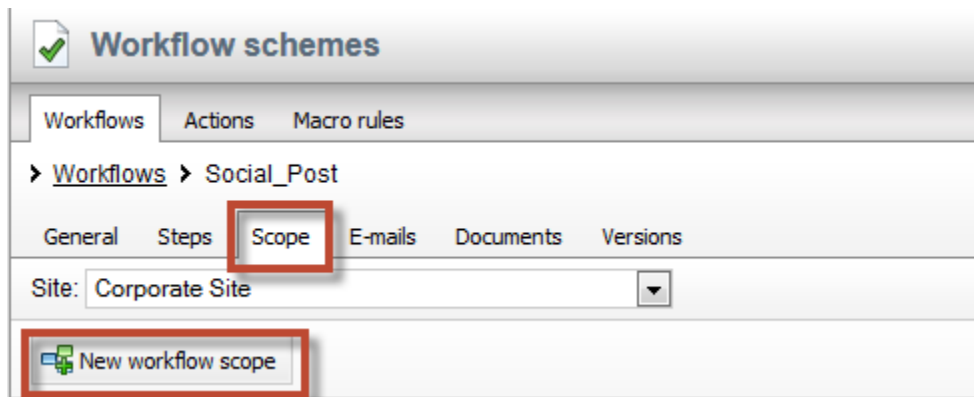 Workflow schemes
Workflows Actions Macro rules
Workflows Social_Post
General Steps Scope E-mails Documents Versions
Site: Corporate Site
New workflow scope